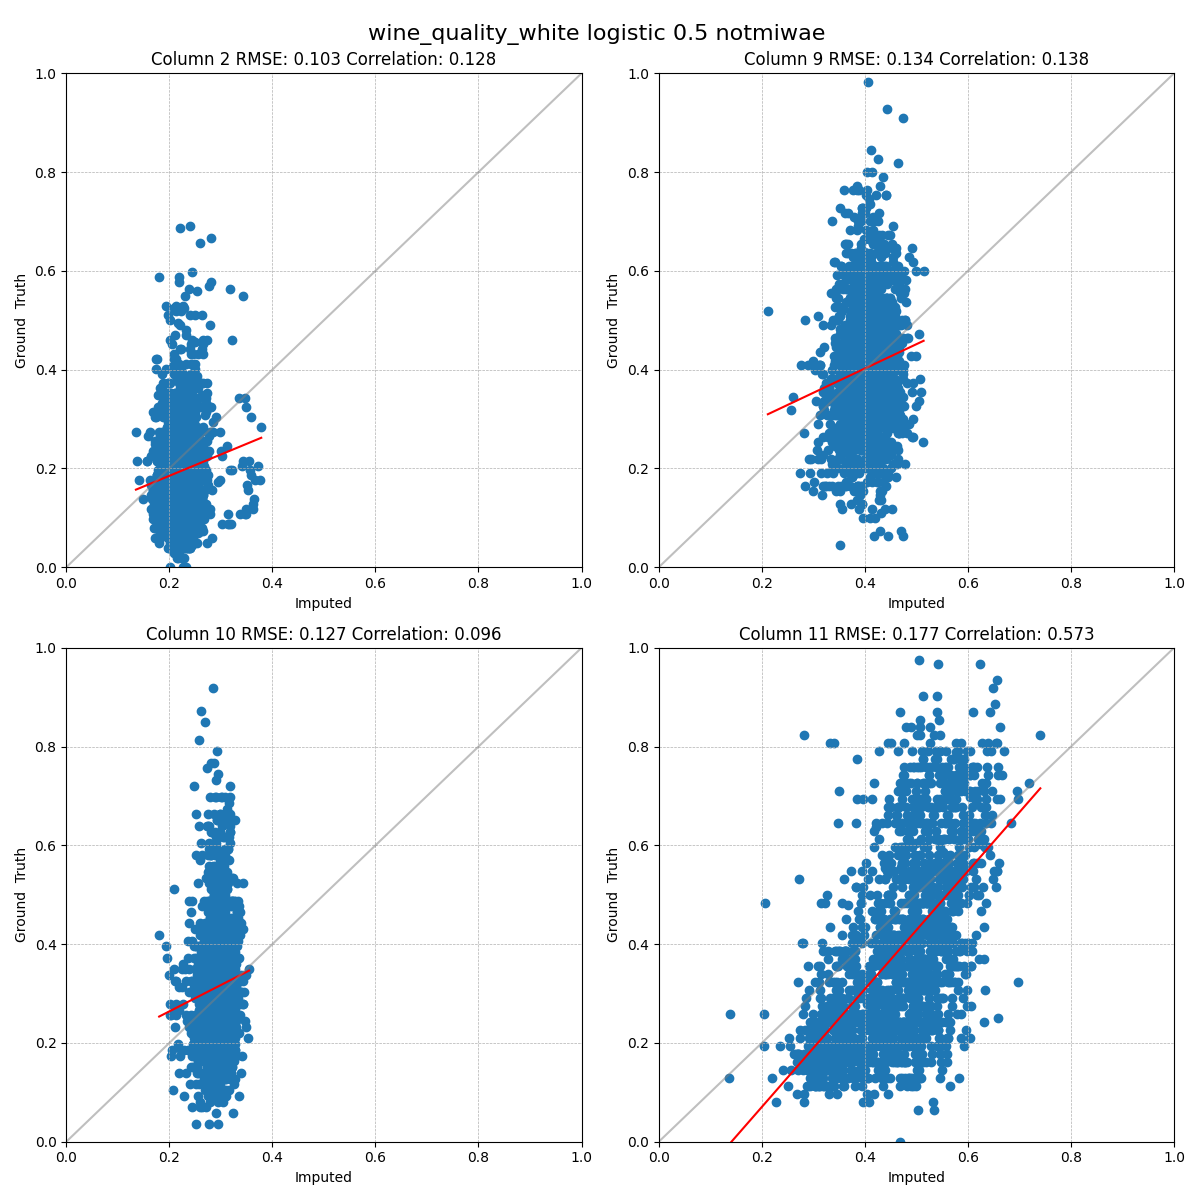 wine_quality_white logistic 0.5 notmiwae
Column 2 RMSE: 0.103 Correlation: 0.128
1.0
0.8
0.6
0.4
0.2
0.0
Ground Truth
0.0 0.2 0.4 0.6 0.8 1.0
Imputed
Column 9 RMSE: 0.134 Correlation: 0.138
1.0
0.8
0.6
0.4
0.2
0.0
Ground Truth
0.0 0.2 0.4 0.6 0.8 1.0
Imputed
Column 10 RMSE: 0.127 Correlation: 0.096
1.0
0.8
0.6
0.4
0.2
0.0
Ground Truth
0.0 0.2 0.4 0.6 0.8 1.0
Imputed
Column 11 RMSE: 0.177 Correlation: 0.573
1.0
0.8
0.6
0.4
0.2
0.0
Ground Truth
0.0 0.2 0.4 0.6 0.8 1.0
Imputed